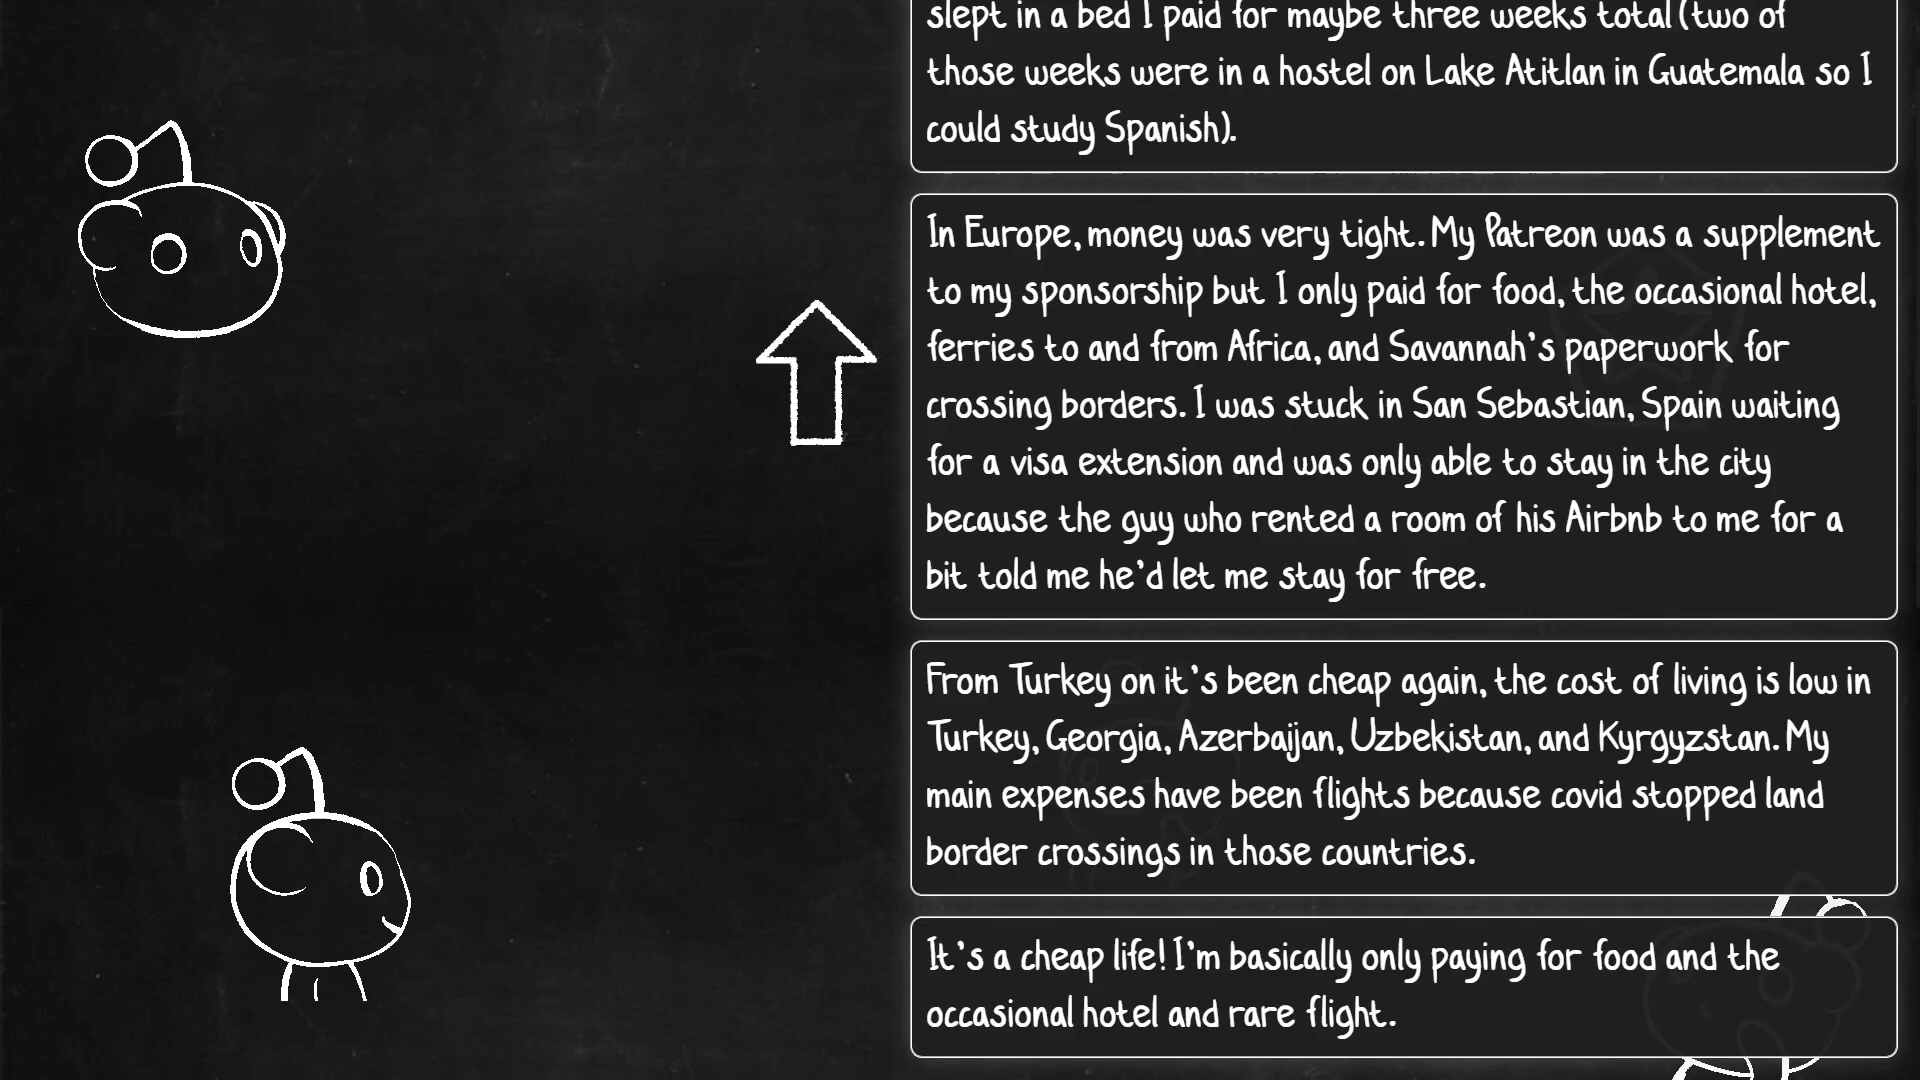 slept in a bed I paid for maybe three weeks total (two of
those weeks were in a hostel on Lake Atitlan in Guatemala so I
could study Spanish).
In Europe, money was very tight. My Patreon was a supplement
to my sponsorship but I only paid for food, the occasional hotel,
ferries to and from Africa, and Savannah's paperwork for
crossing borders. I was stuck in San Sebastian, Spain waiting
for a visa extension and was only able to stay in the city
because the guy who rented a room of his Airbnb to me for a
bit told me he'd let me stay for free.
From Turkey on it's been cheap again, the cost of living is low in
Turkey, Georgia, Azerbaijan, Uzbekistan, and Kyrgyzstan. My
main expenses have been flights because covid stopped land
border crossings in those countries.
It's a cheap life! I'm basically only paying for food and the
occasional hotel and rare flight.